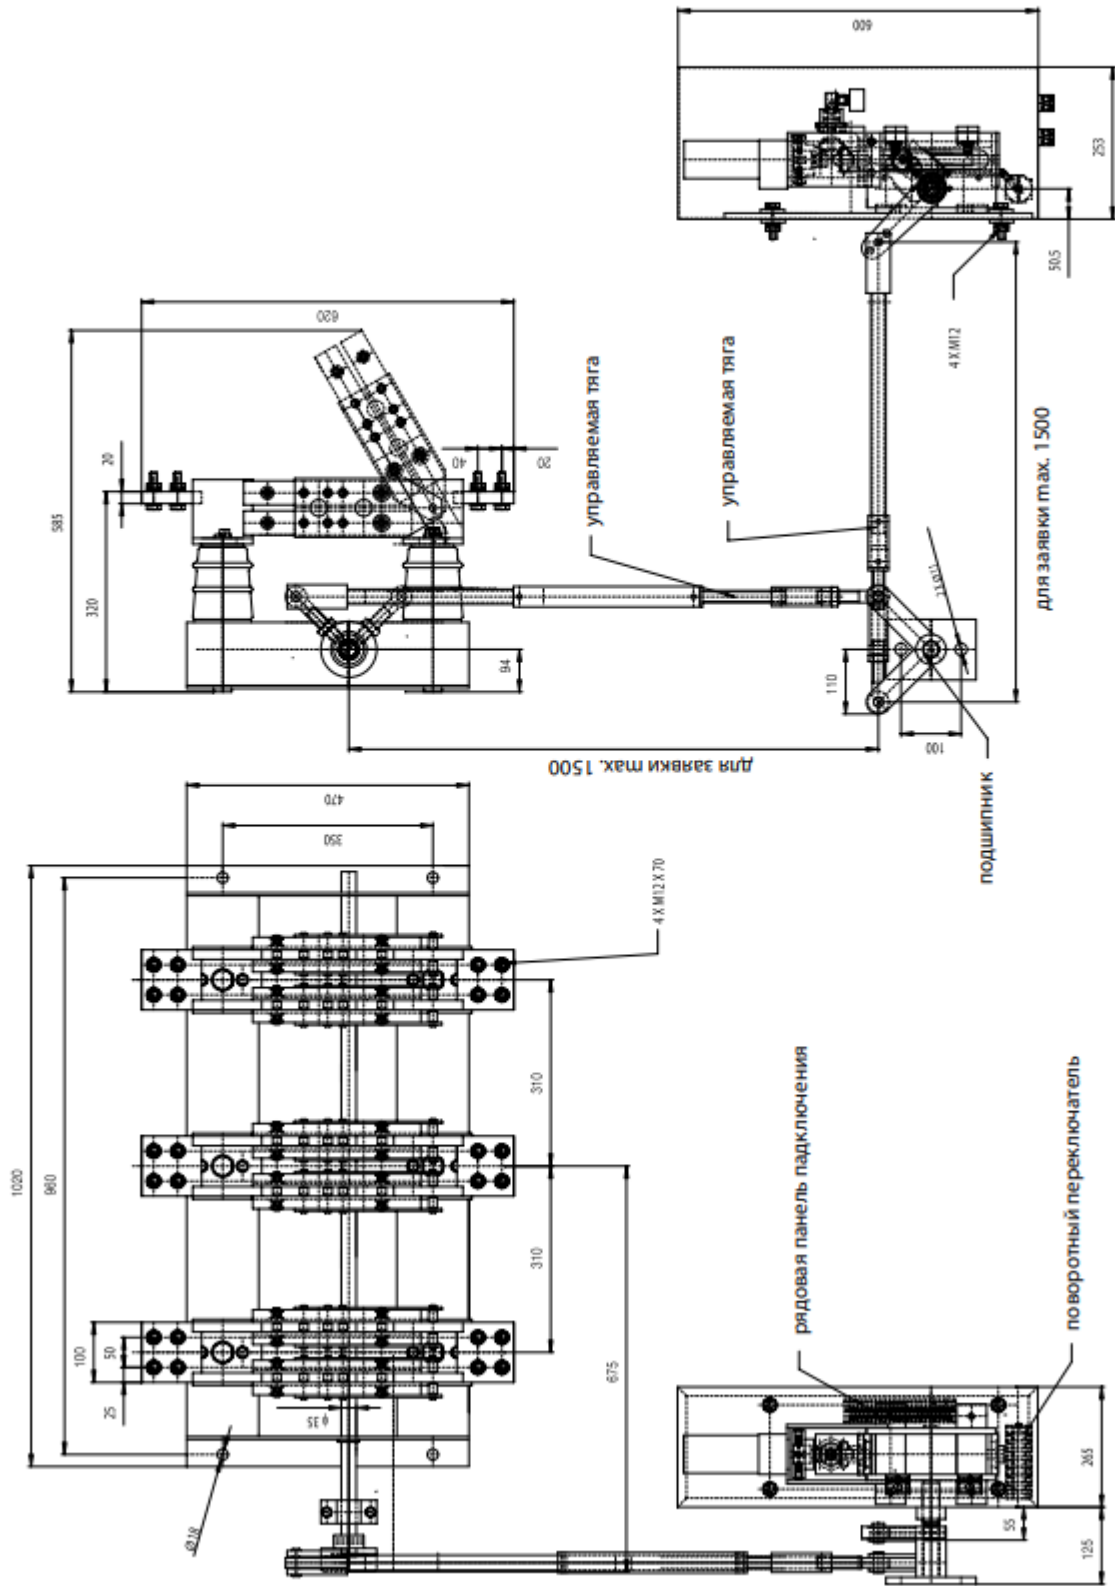 600
253
50.5
4 X M12
для заявки max. 1500
620
585
20
320
40
20
управляемая тяга
управляемая тяга
94
110
100
подшипник
для заявки max. 1500
470
350
1020
960
4 X M12 X 70
310
310
675
100
50
25
ϕ 35
Ø18
рядовая панель падключения
поворотный переключатель
265
55
125